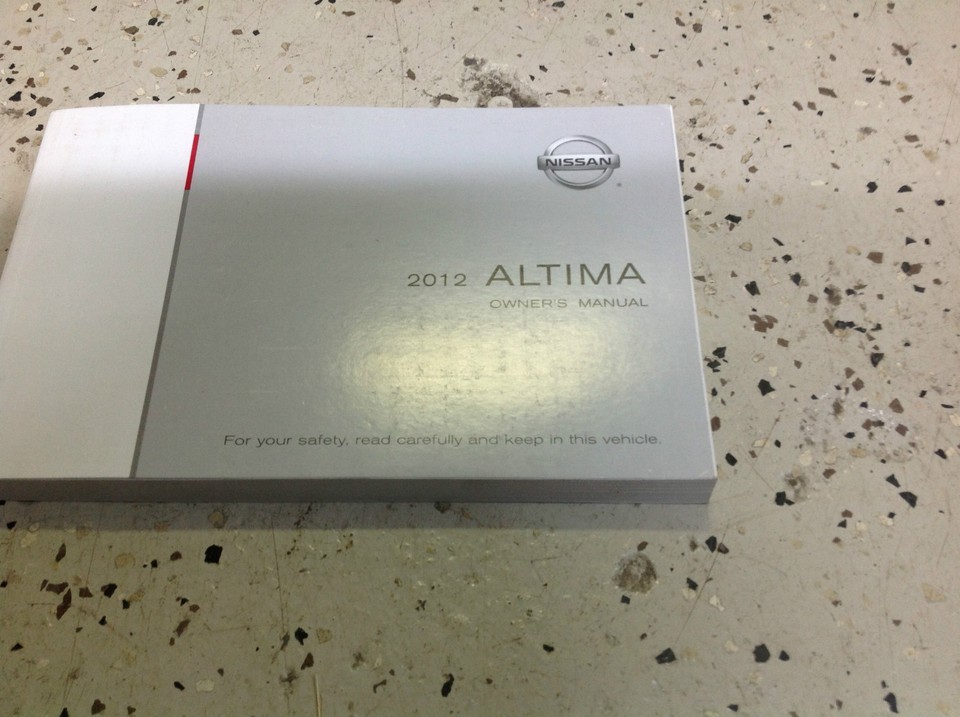 NISSAN
2012 ALTIMA
OWNER'S MANUAL
For your safety, read carefully and keep in this vehicle.